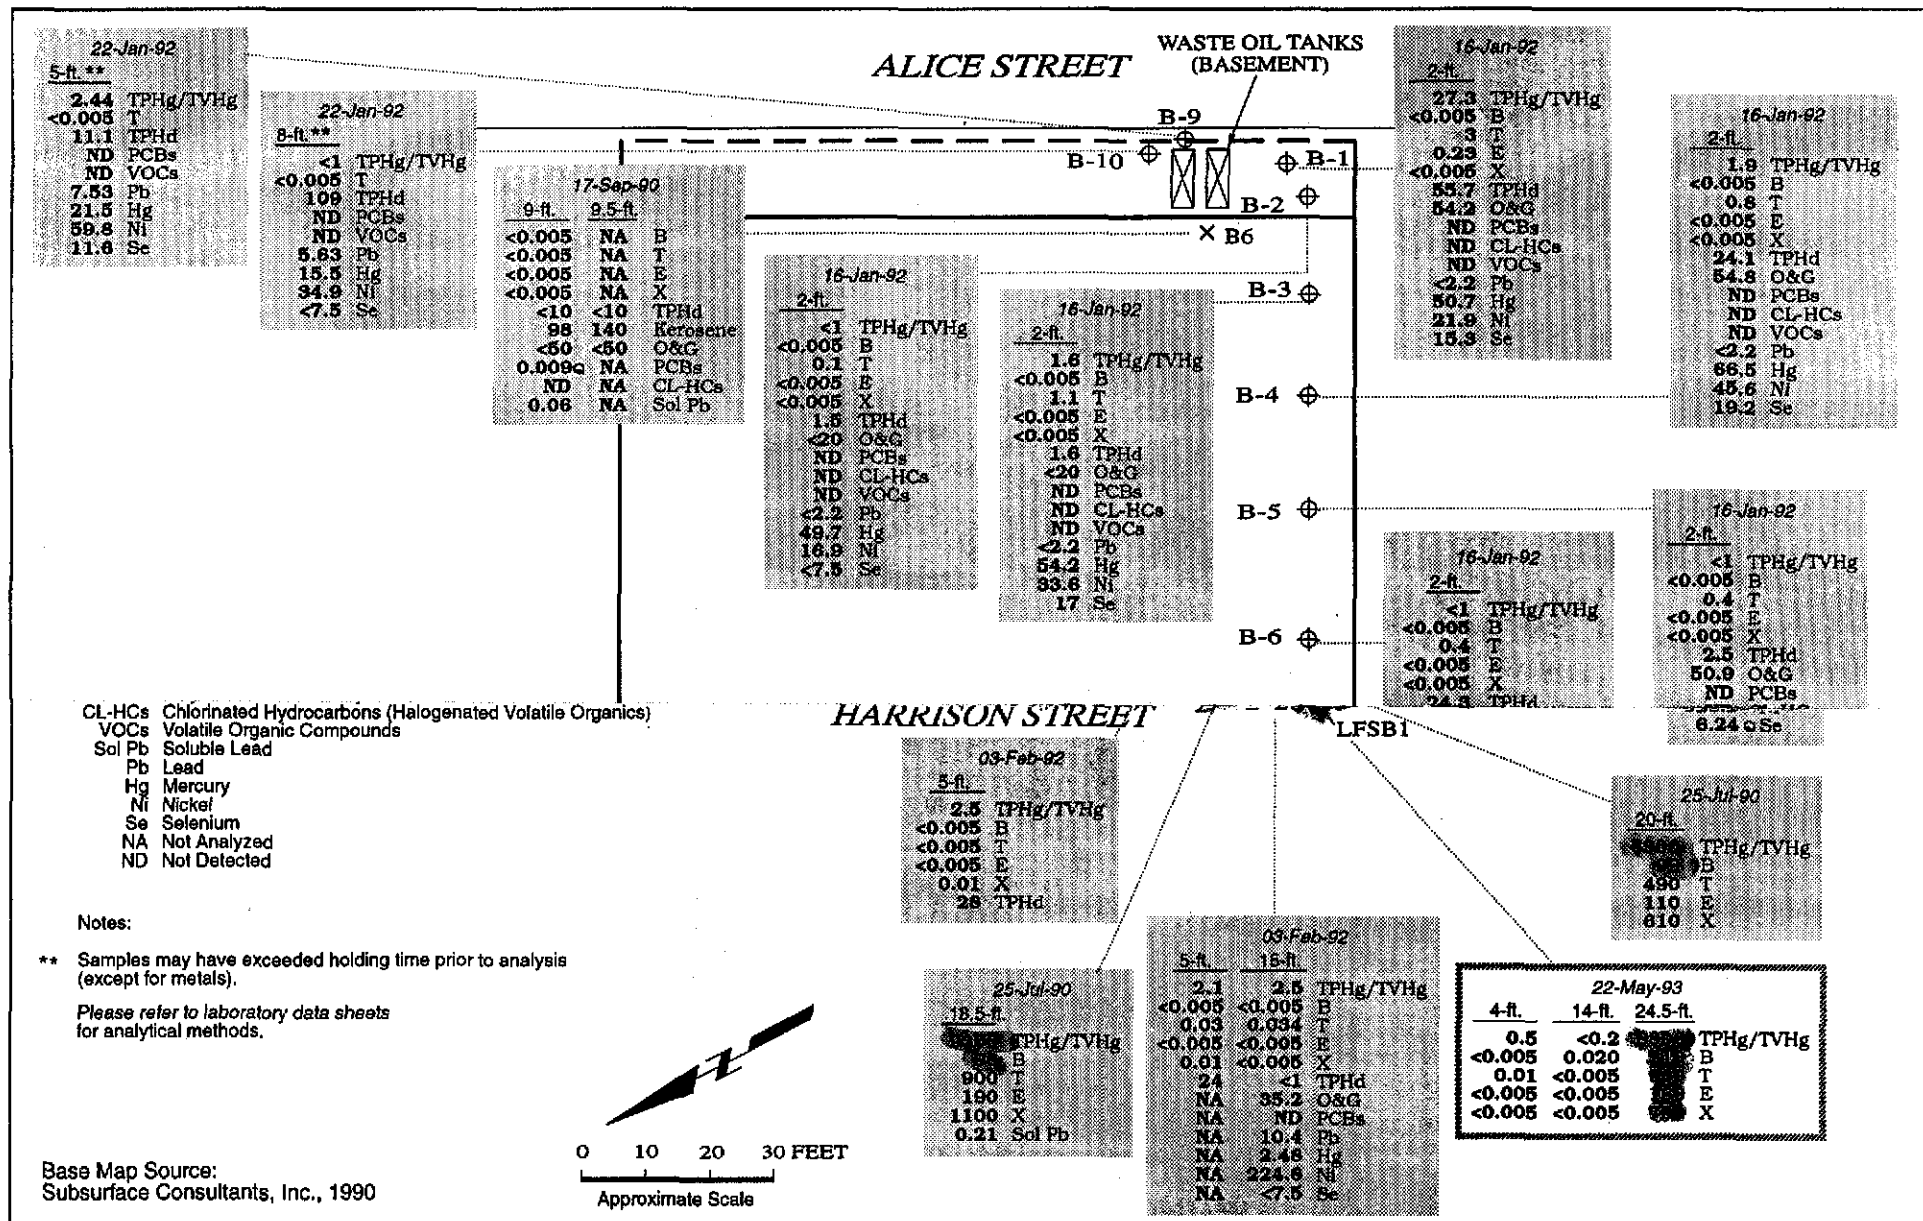 22-Jan-92
5-ft.**
2.44 TPHg/TVHg
<0.005 T
11.1 TPHd
ND PCBs
ND VOCs
7.53 Pb
21.5 Hg
59.8 Ni
11.6 Se
22-Jan-92
8-ft.**
<1 TPHg/TVHg
<0.005 T
109 TPHd
ND PCBs
ND VOCs
5.63 Pb
15.5 Hg
34.9 Ni
<7.5 Se
17-Sep-90
9-ft. 9.5-ft.
<0.005 NA B
<0.005 NA T
<0.005 NA E
<0.005 NA X
<10 <10 TPHd
98 140 Kerosene
<50 <50 O&G
0.009 NA PCBs
ND NA CL-HCs
0.06 NA Sol Pb
ALICE STREET
WASTE OIL TANKS
(BASEMENT)
B-9
B-10
B-1
B-2
B6
B-3
B-4
B-5
B-6
16-Jan-92
2-ft.
<1 TPHg/TVHg
<0.005 B
0.1 T
<0.005 E
<0.005 X
1.5 TPHd
<20 O&G
ND PCBs
ND CL-HCs
ND VOCs
<2.2 Pb
49.7 Hg
16.9 Ni
<7.5 Se
16-Jan-92
2-ft.
1.6 TPHg/TVHg
<0.005 B
1.1 T
<0.005 E
<0.005 X
1.6 TPHd
<20 O&G
ND PCBs
ND CL-HCs
ND VOCs
<2.2 Pb
54.2 Hg
33.6 Ni
17 Se
16-Jan-92
2-ft.
27.3 TPHg/TVHg
<0.005 B
3 T
0.23 E
<0.005 X
55.7 TPHd
54.2 O&G
ND PCBs
ND CL-HCs
ND VOCs
<2.2 Pb
50.7 Hg
21.9 Ni
15.3 Se
16-Jan-92
2-ft.
1.9 TPHg/TVHg
<0.005 B
0.8 T
<0.005 E
<0.005 X
24.1 TPHd
54.8 O&G
ND PCBs
ND CL-HCs
ND VOCs
<2.2 Pb
66.5 Hg
45.6 Ni
19.2 Se
16-Jan-92
2-ft.
<1 TPHg/TVHg
<0.005 B
0.4 T
<0.005 E
<0.005 X
24.3 TPHd
16-Jan-92
2-ft.
<1 TPHg/TVHg
<0.005 B
0.4 T
<0.005 E
<0.005 X
2.5 TPHd
50.9 O&G
ND PCBs
6.24 Se
CL-HCs Chlorinated Hydrocarbons (Halogenated Volatile Organics)
VOCs Volatile Organic Compounds
Sol Pb Soluble Lead
Pb Lead
Hg Mercury
Ni Nickel
Se Selenium
NA Not Analyzed
ND Not Detected
HARRISON STREET
LFSB1
03-Feb-92
5-ft.
2.5 TPHg/TVHg
<0.005 B
<0.005 T
<0.005 E
0.01 X
28 TPHd
25-Jul-90
20-ft.
TPHg/TVHg
B
490 T
110 E
610 X
25-Jul-90
18.5-ft.
TPHg/TVHg
B
900 T
190 E
1100 X
0.21 Sol Pb
03-Feb-92
5-ft. 15-ft.
2.1 2.5 TPHg/TVHg
<0.005 <0.005 B
0.03 0.034 T
<0.005 <0.005 E
0.01 <0.005 X
24 <1 TPHd
NA 35.2 O&G
NA ND PCBs
NA 10.4 Pb
NA 2.48 Hg
NA 224.6 Ni
NA <7.5 Se
22-May-93
4-ft. 14-ft. 24.5-ft.
0.5 <0.2 TPHg/TVHg
<0.005 0.020 B
0.01 <0.005 T
<0.005 <0.005 E
<0.005 <0.005 X
Notes:
** Samples may have exceeded holding time prior to analysis
(except for metals).
Please refer to laboratory data sheets
for analytical methods.
0 10 20 30 FEET
Approximate Scale
Base Map Source:
Subsurface Consultants, Inc., 1990